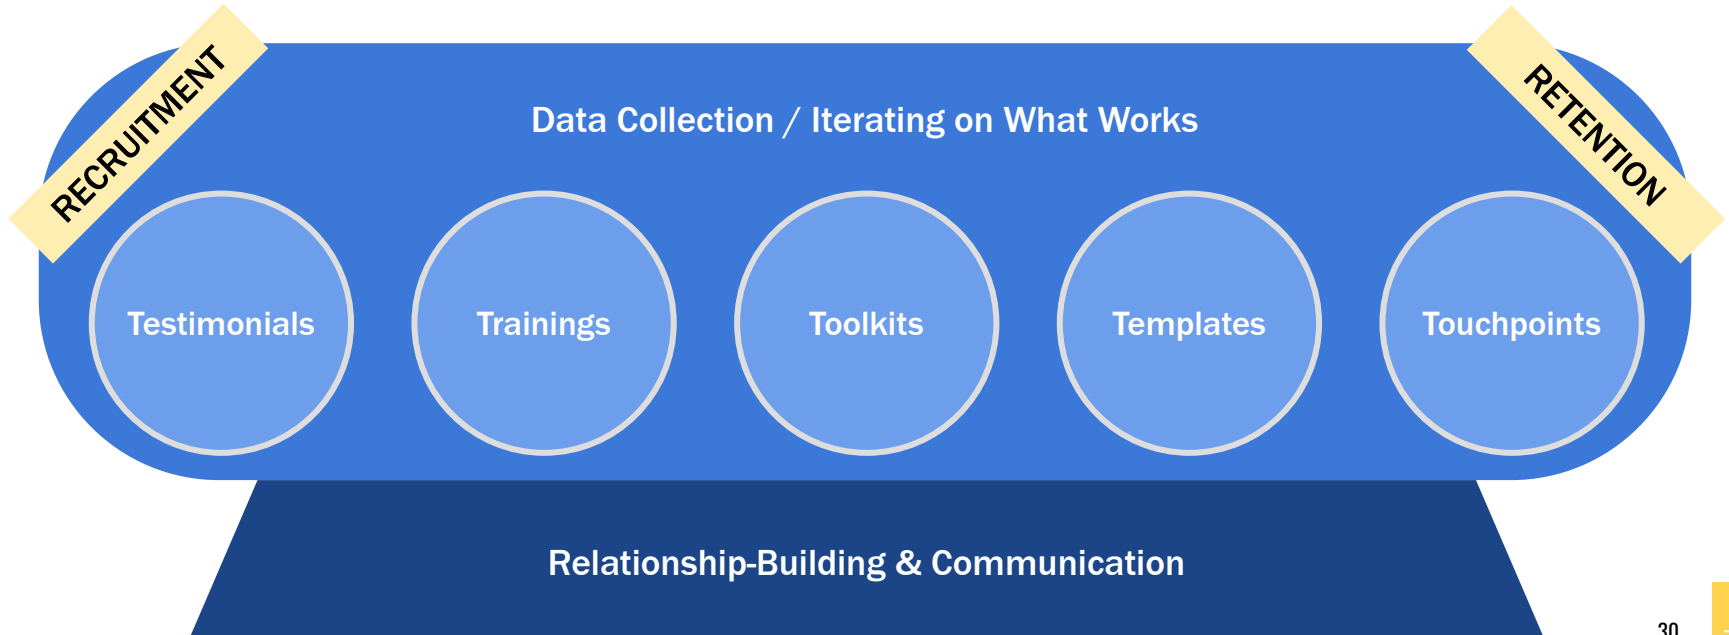 RECRUITMENT
RETENTION
Data Collection / Iterating on What Works
Testimonials
Trainings
Toolkits
Templates
Touchpoints
Relationship-Building & Communication
30